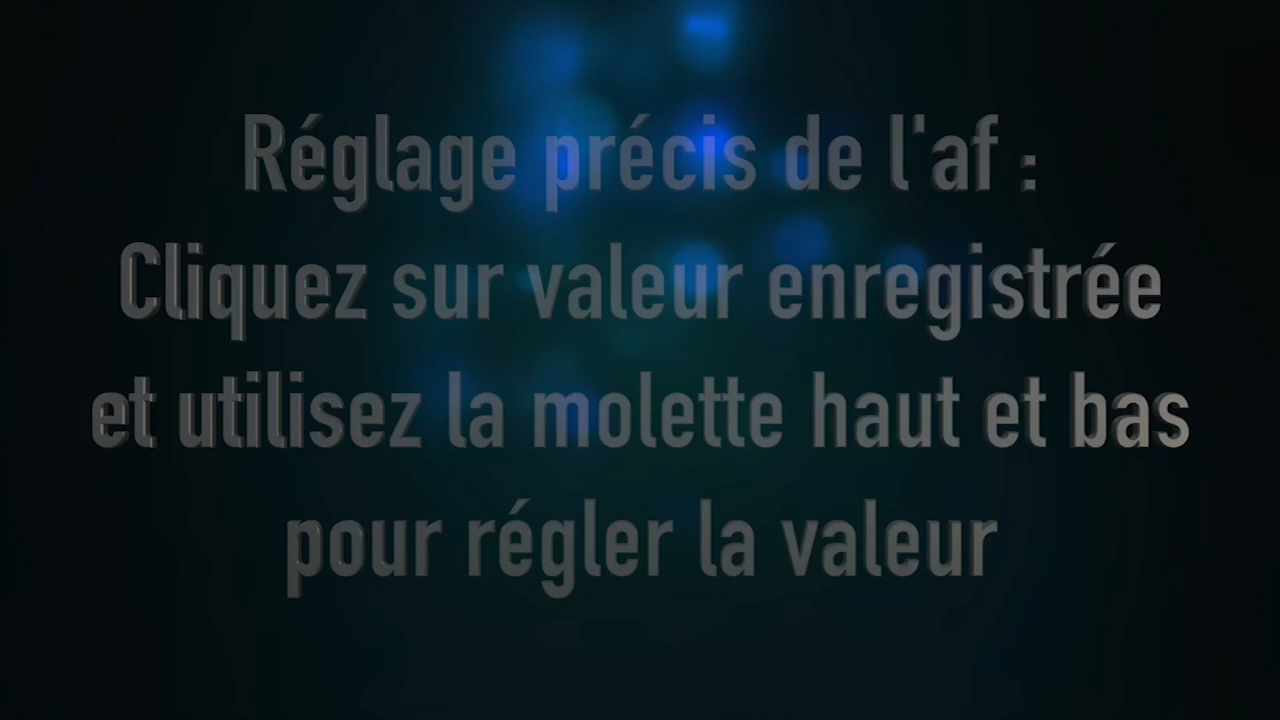 Réglage précis de l'af :
Cliquez sur valeur enregistrée
et utilisez la molette haut et bas
pour régler la valeur